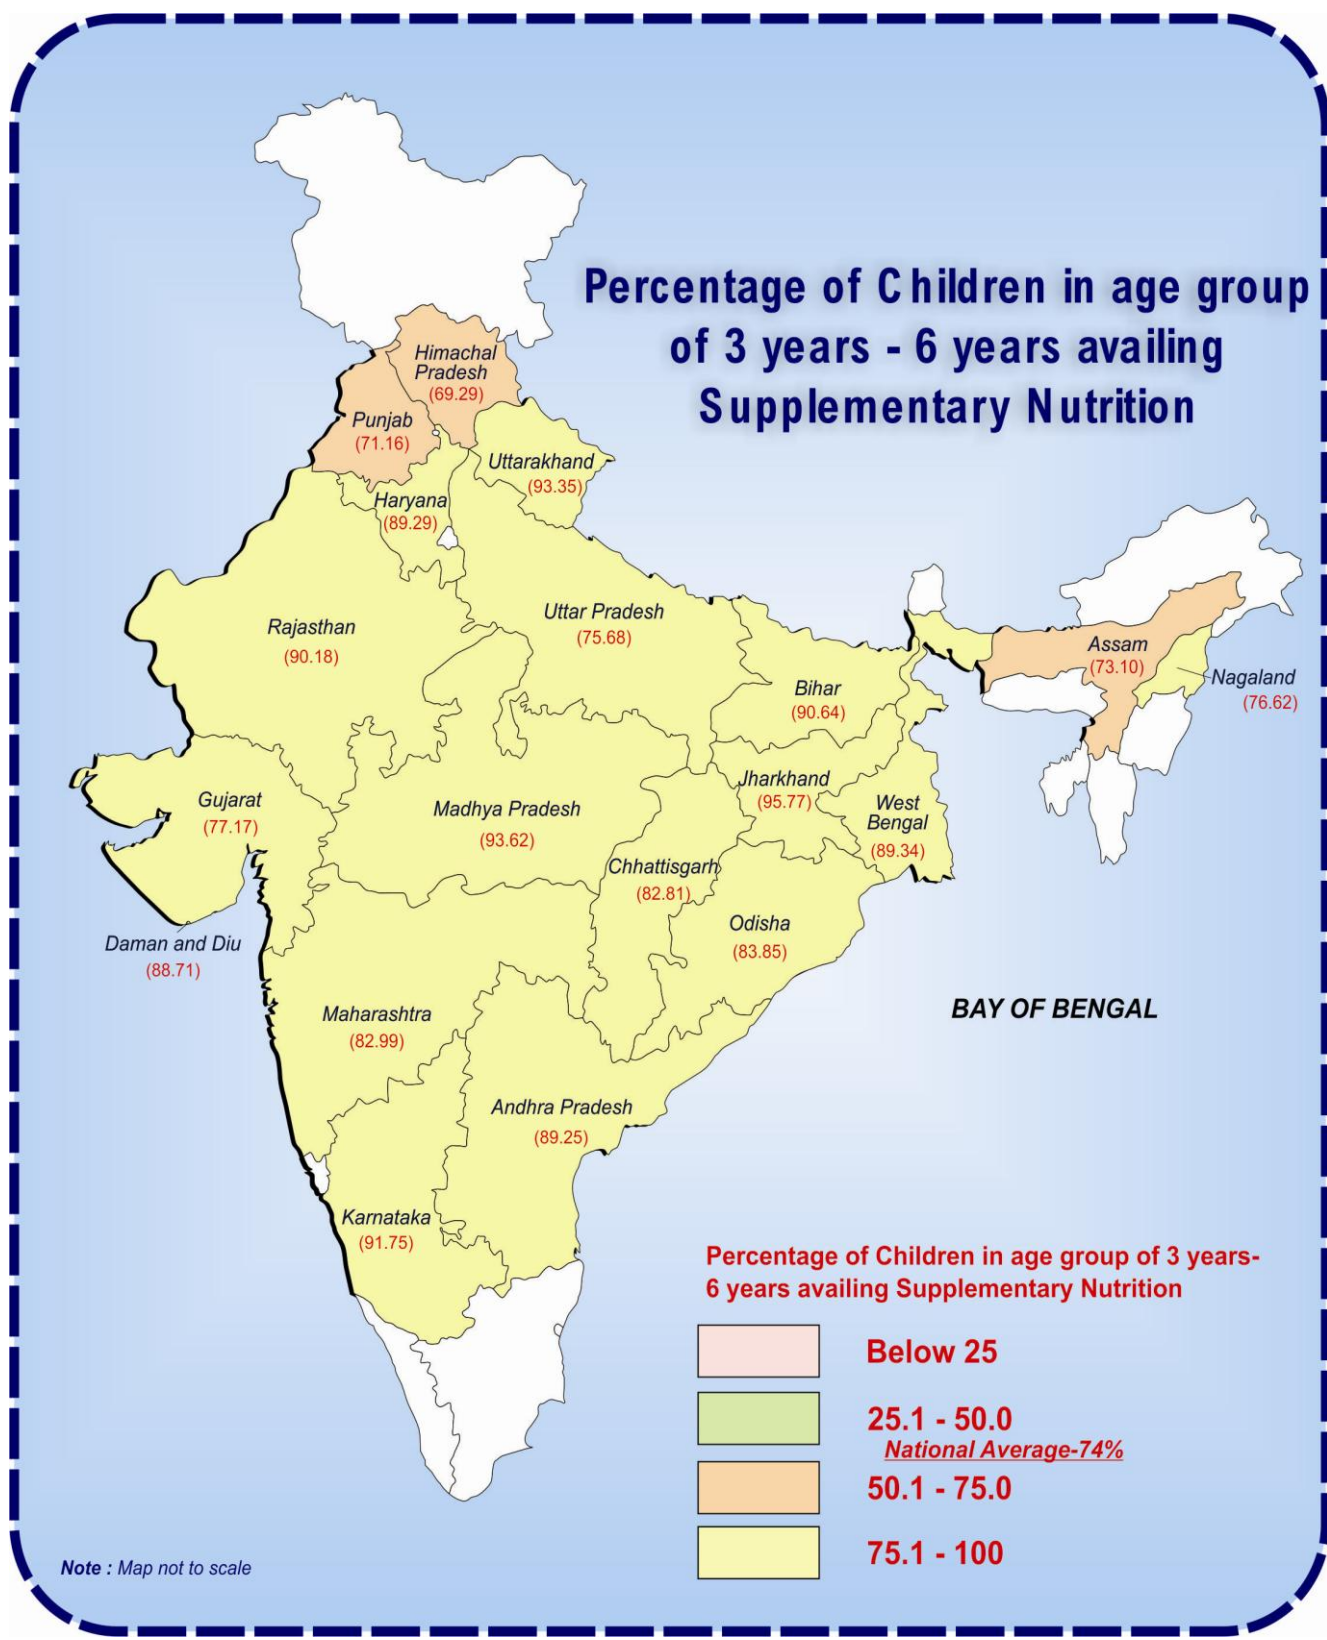 Percentage of Children in age group
of 3 years - 6 years availing
Supplementary Nutrition
Himachal
Pradesh
(69.29)
Punjab
(71.16)
Uttarakhand
(93.35)
Haryana
(89.29)
Uttar Pradesh
(75.68)
Rajasthan
(90.18)
Assam
(73.10)
Nagaland
(76.62)
Bihar
(90.64)
Jharkhand
(95.77)
West
Bengal
(89.34)
Gujarat
(77.17)
Madhya Pradesh
(93.62)
Chhattisgarh
(82.81)
Odisha
(83.85)
Daman and Diu
(88.71)
Maharashtra
(82.99)
BAY OF BENGAL
Andhra Pradesh
(89.25)
Karnataka
(91.75)
Percentage of Children in age group of 3 years-
6 years availing Supplementary Nutrition
Below 25
25.1 - 50.0
National Average-74%
50.1 - 75.0
75.1 - 100
Note : Map not to scale